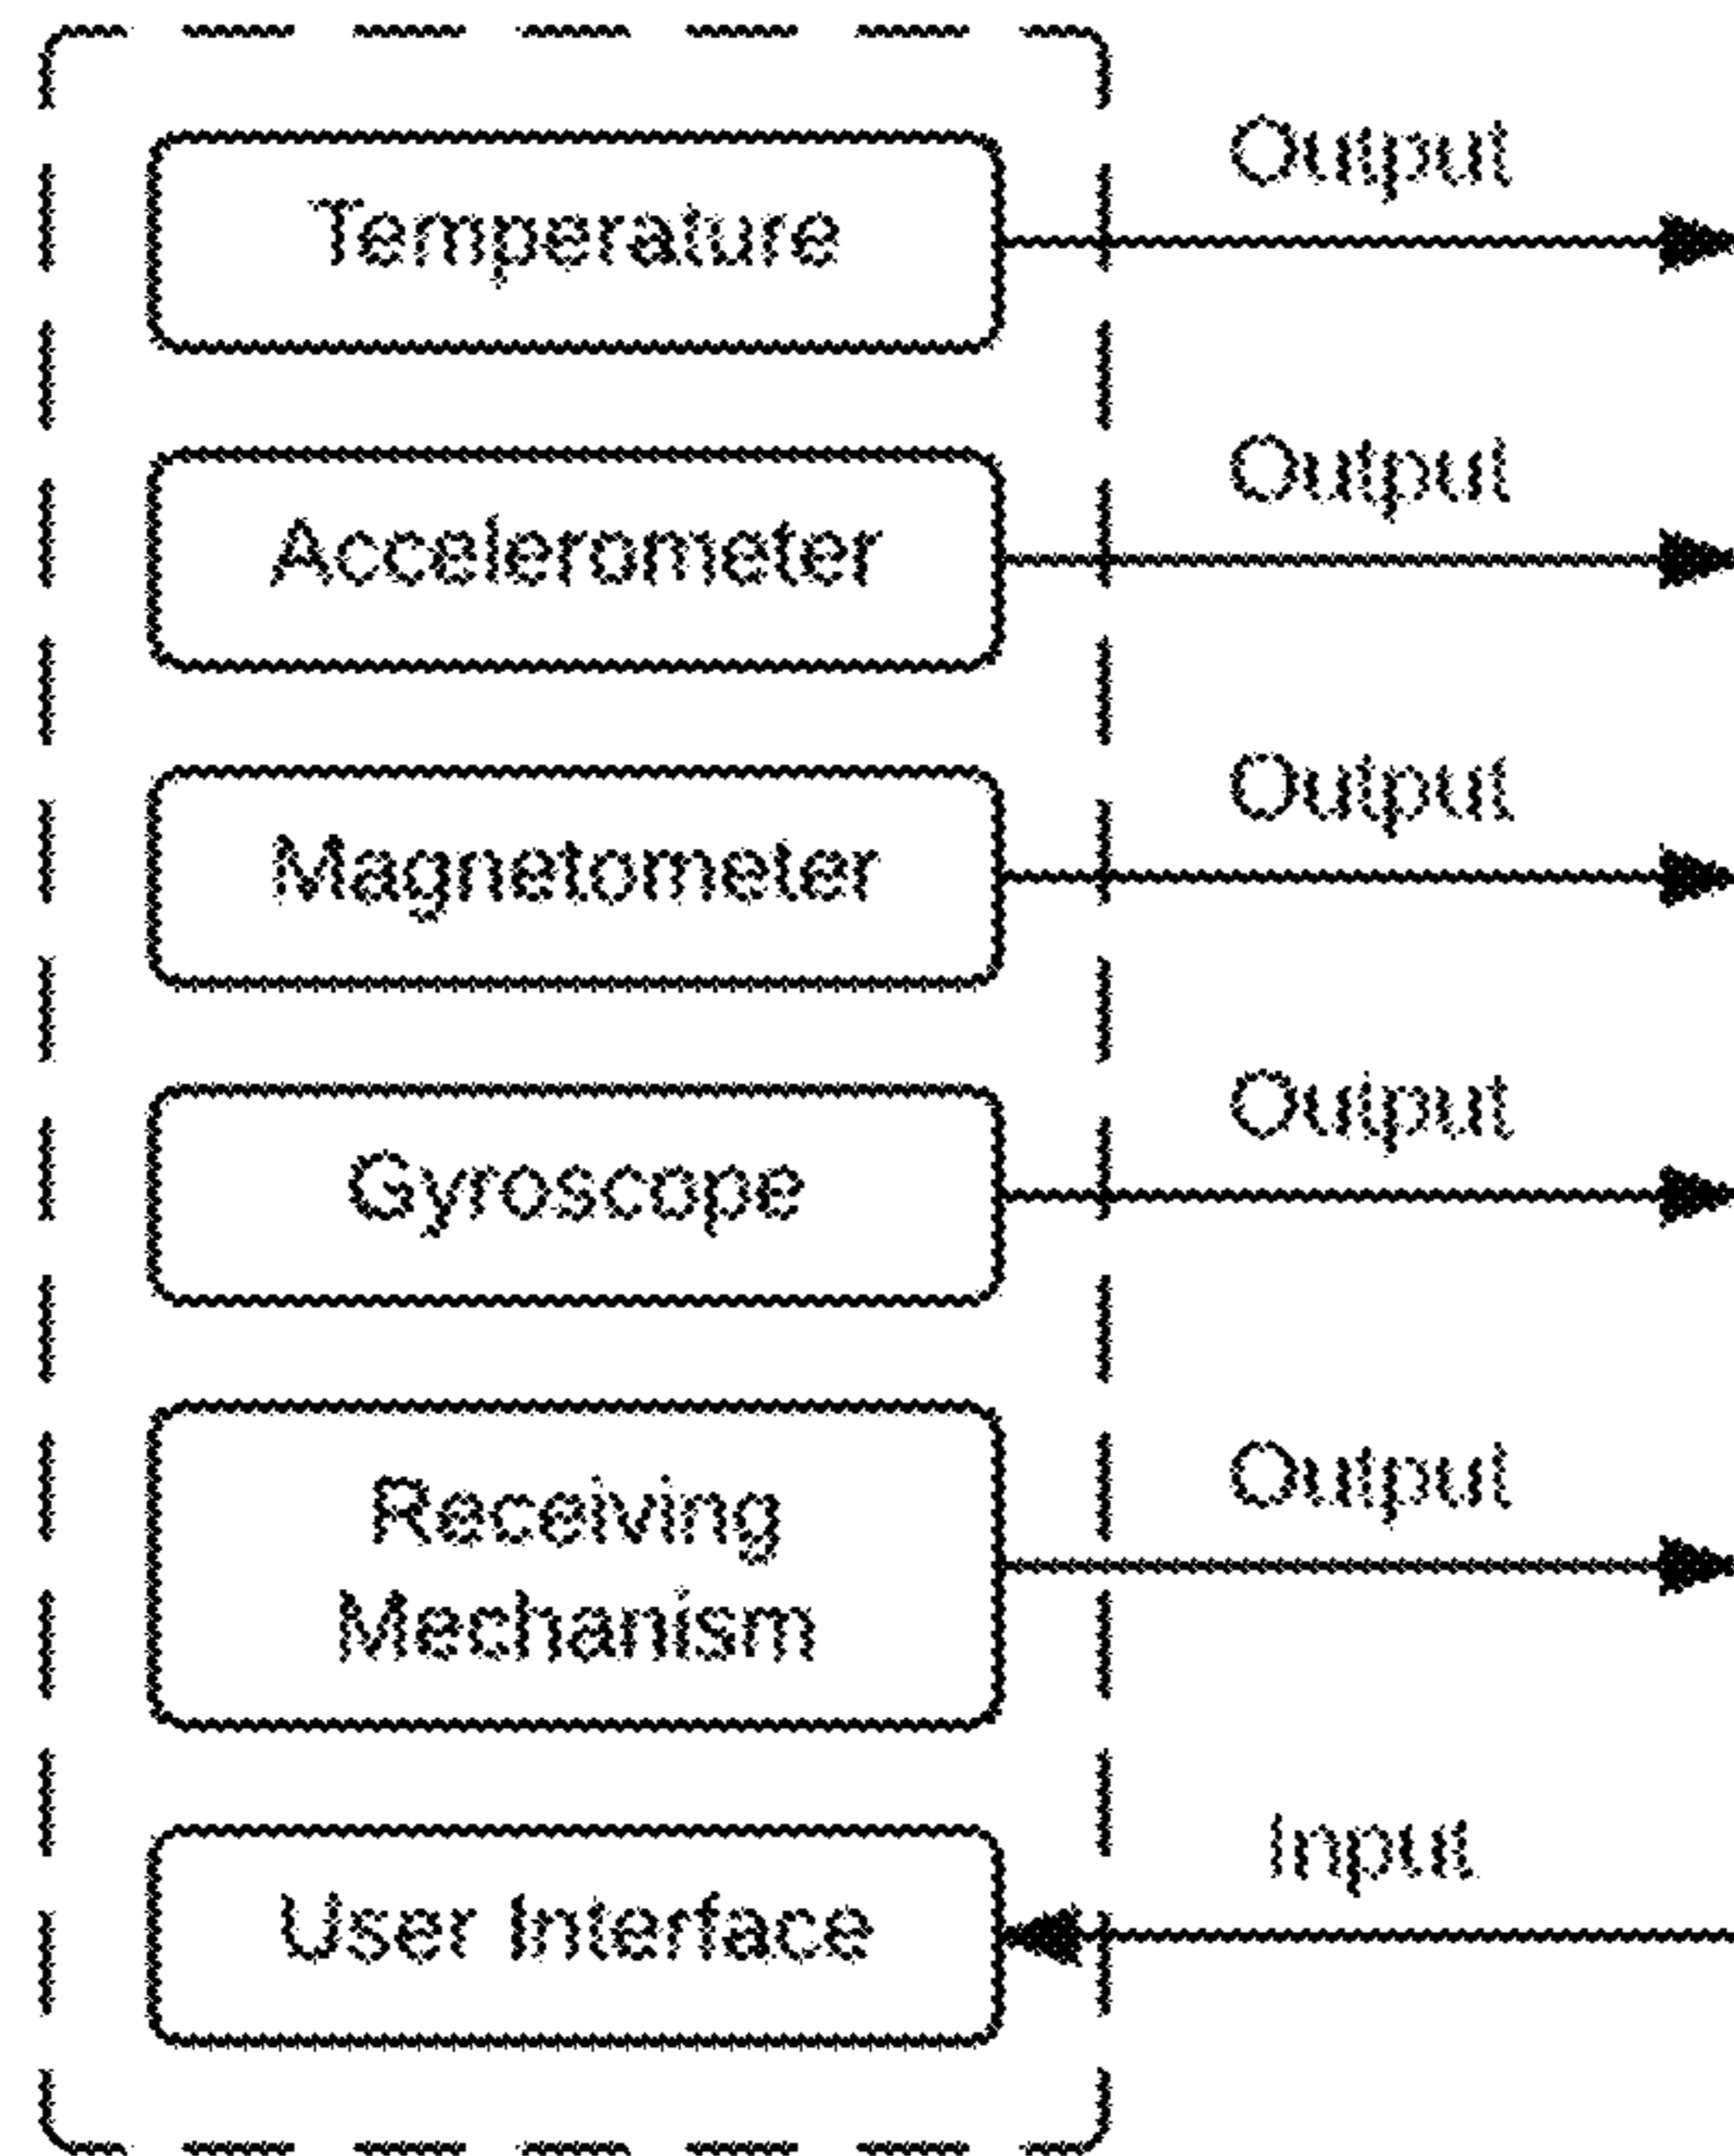 Output
Temperature
Output
Accelerometer
Output
Magnetometer
Output
Gyroscope
Output
Receiving
Mechanism
Input
User Interface